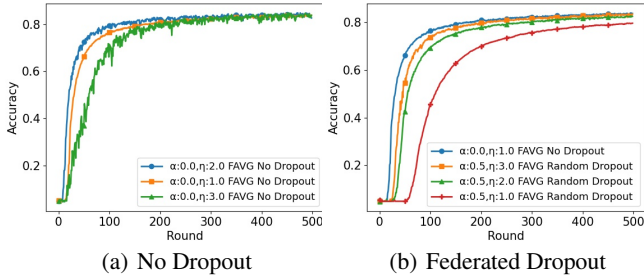 Accuracy
0.8
0.6
0.4
0.2
α:0.0,η:2.0 FAVG No Dropout
α:0.0,η:1.0 FAVG No Dropout
α:0.0,η:3.0 FAVG No Dropout
0 100 200 300 400 500
Round
(a) No Dropout
Accuracy
0.8
0.6
0.4
0.2
α:0.0,η:1.0 FAVG No Dropout
α:0.5,η:3.0 FAVG Random Dropout
α:0.5,η:2.0 FAVG Random Dropout
α:0.5,η:1.0 FAVG Random Dropout
0 100 200 300 400 500
Round
(b) Federated Dropout